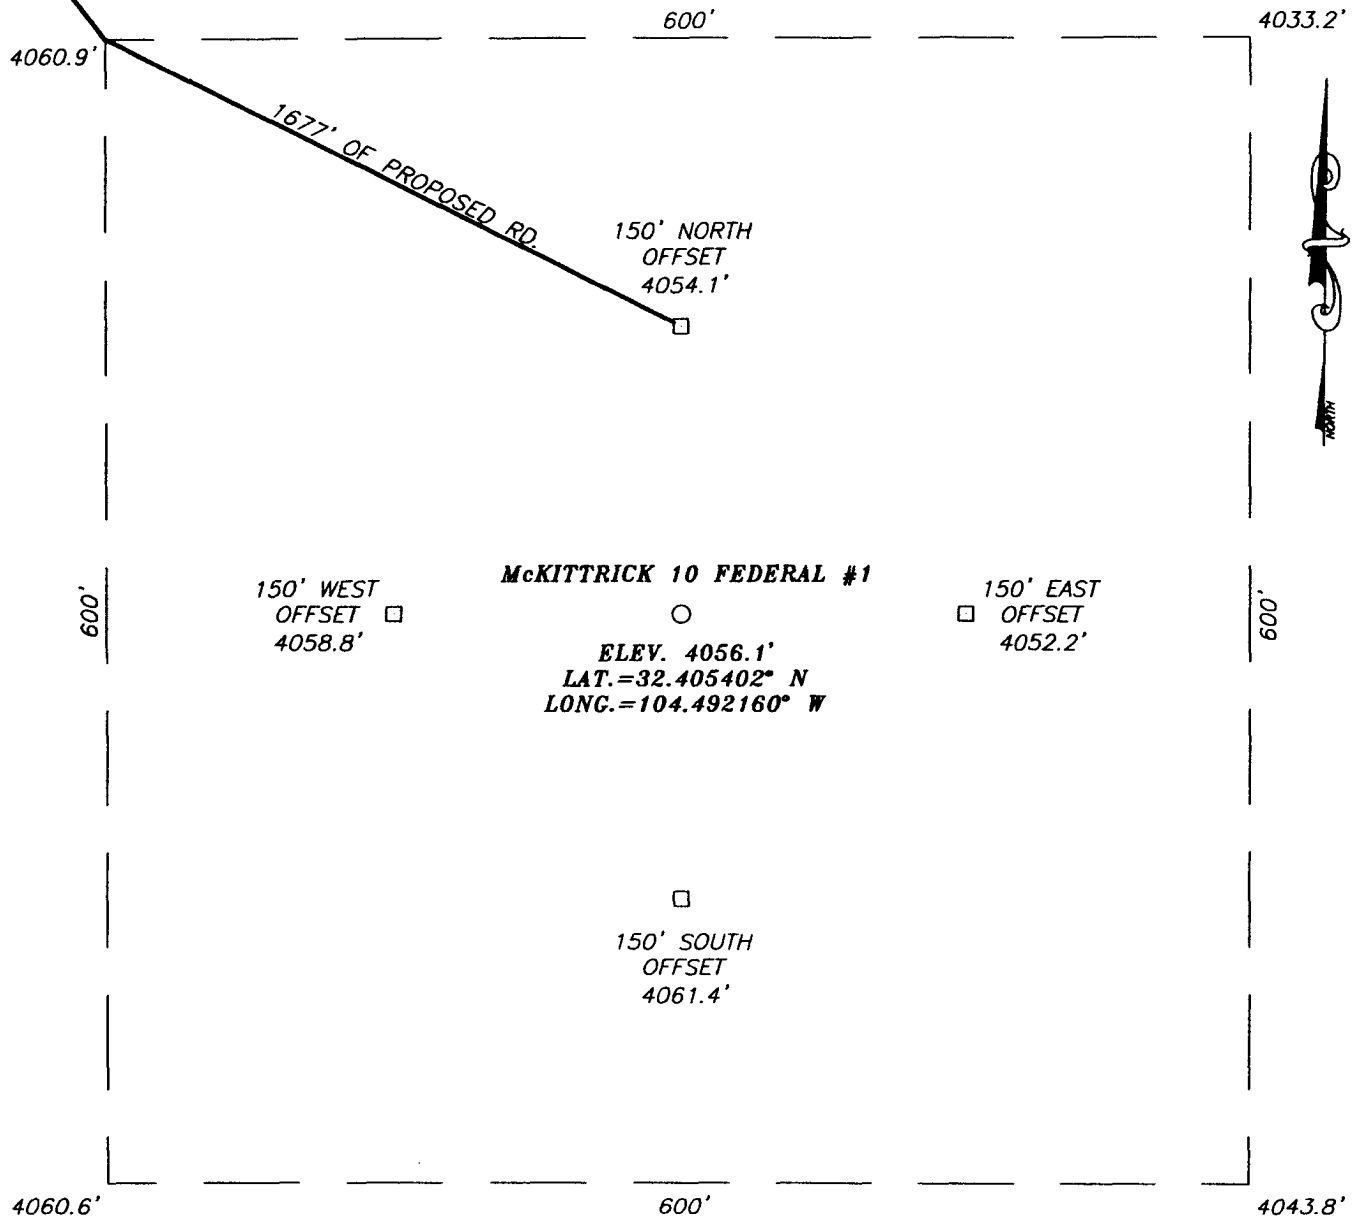 600'
4033.2'
4060.9'
1677' OF PROPOSED RD.
150' NORTH
OFFSET
4054.1'
NORTH
McKITTRICK 10 FEDERAL #1
150' WEST
OFFSET
4058.8'
150' EAST
OFFSET
4052.2'
600'
600'
ELEV. 4056.1'
LAT.=32.405402° N
LONG.=104.492160° W
150' SOUTH
OFFSET
4061.4'
4060.6'
600'
4043.8'